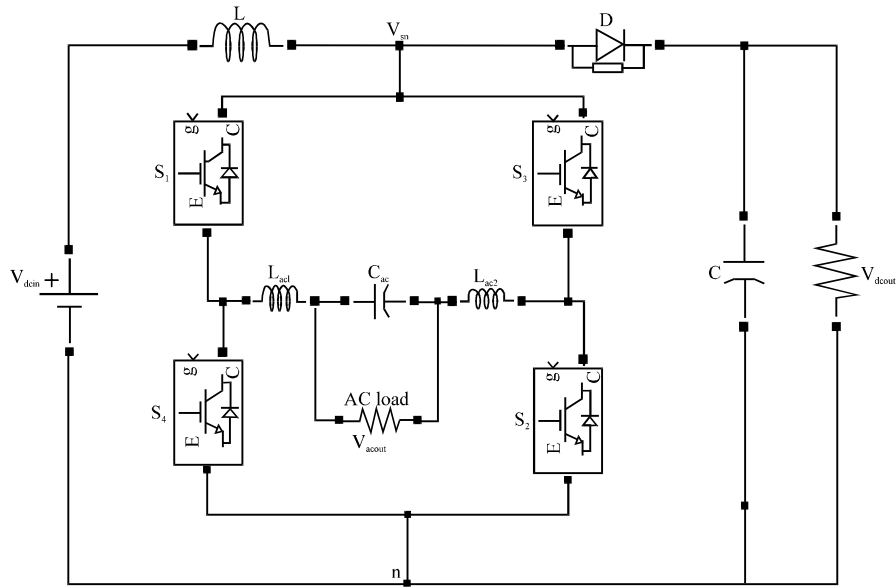 L
V_sn
D
g C
S_1
E
g C
S_3
E
V_dcin +
L_ac1
C_ac
L_ac2
C
V_dcout
g C
S_4
E
AC load
V_acout
g C
S_2
E
n